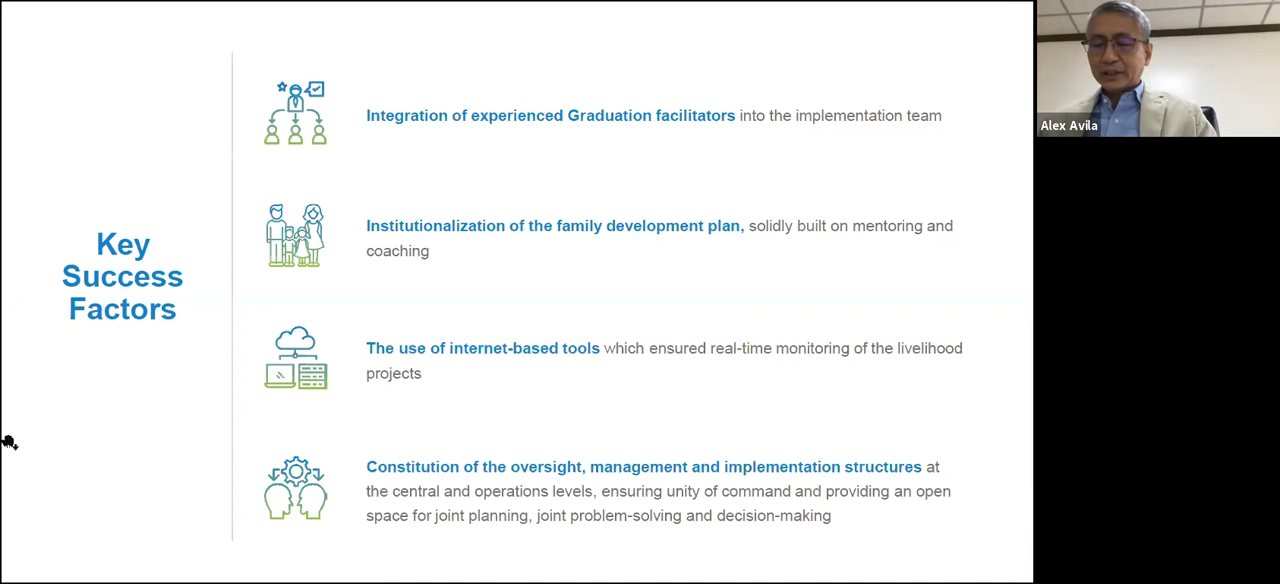 Key
Success
Factors
Integration of experienced Graduation facilitators into the implementation team
Institutionalization of the family development plan, solidly built on mentoring and
coaching
The use of internet-based tools which ensured real-time monitoring of the livelihood
projects
Constitution of the oversight, management and implementation structures at
the central and operations levels, ensuring unity of command and providing an open
space for joint planning, joint problem-solving and decision-making
Alex Avila